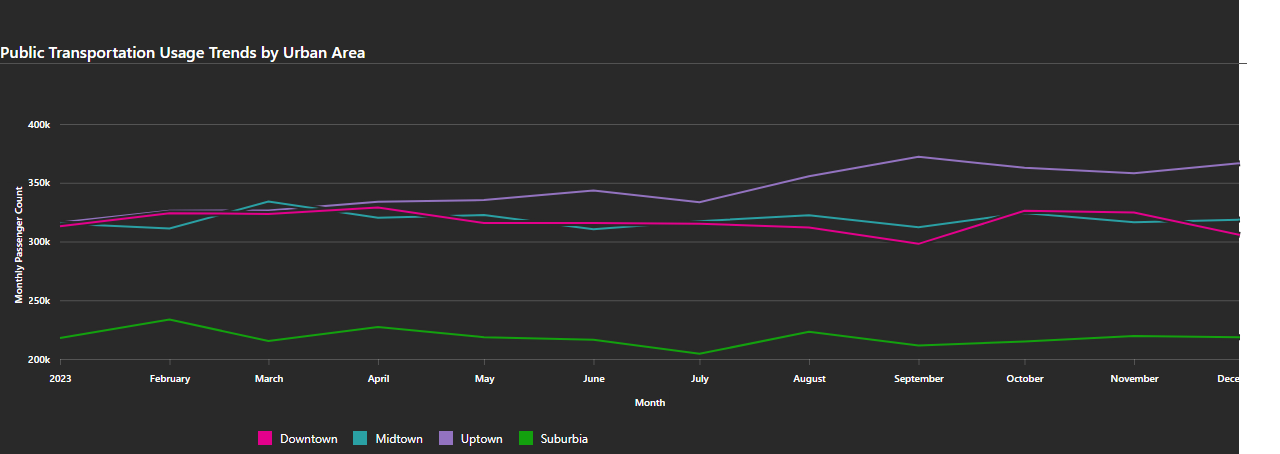 Public Transportation Usage Trends by Urban Area
400k
350k
300k
250k
200k
Monthly Passenger Count
2023 February March April May June July August September October November Dece
Month
Downtown Midtown Uptown Suburbia